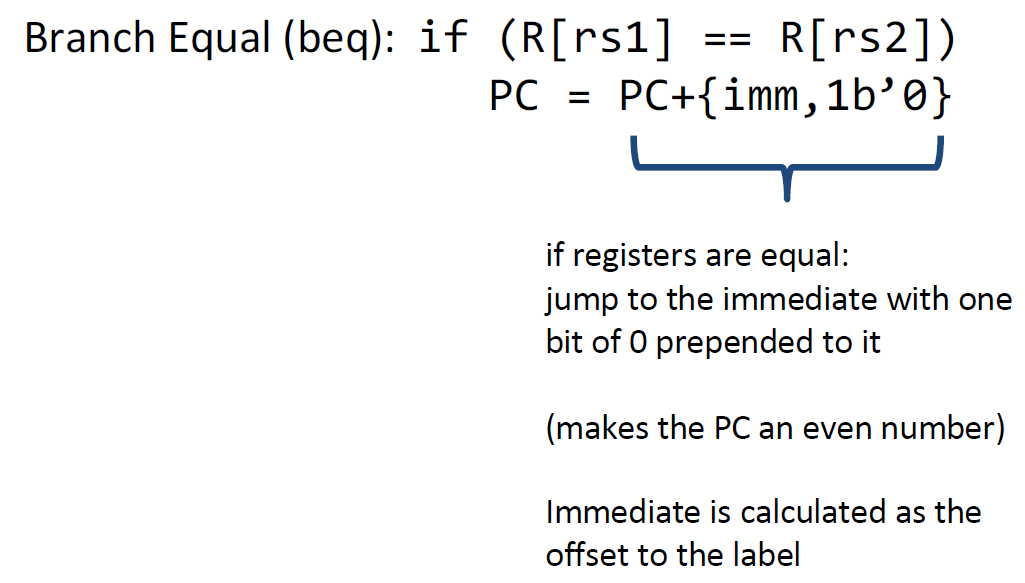 Branch Equal (beq): if (R[rs1] == R[rs2])
PC = PC+{imm,1b’0}
if registers are equal:
jump to the immediate with one
bit of 0 prepended to it
(makes the PC an even number)
Immediate is calculated as the
offset to the label